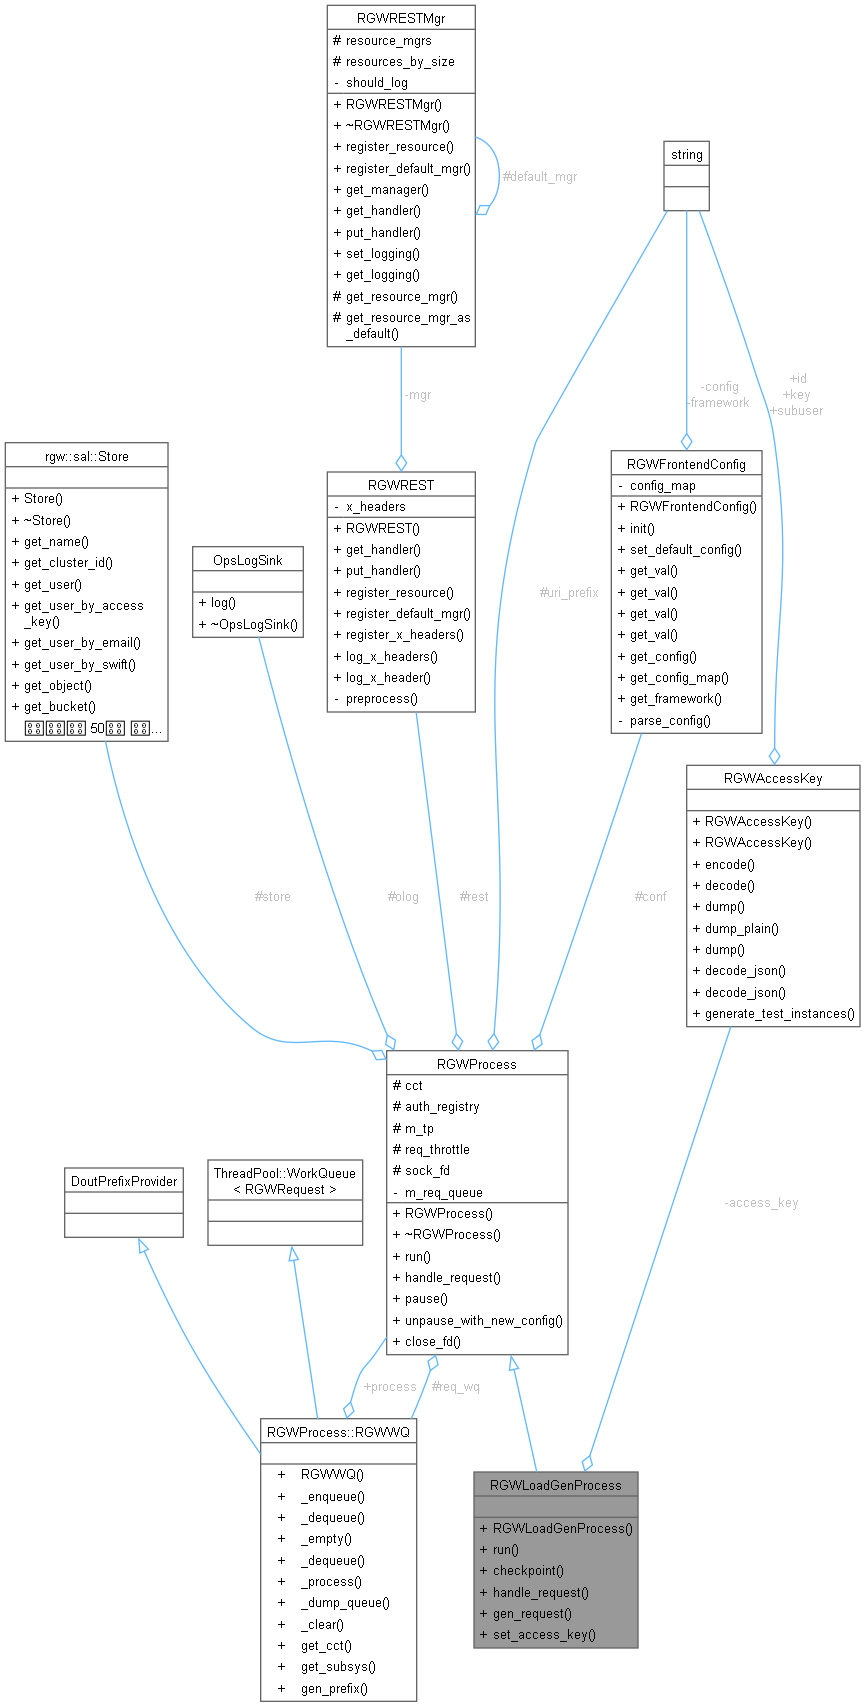 RGWRESTMgr
# resource_mgrs
# resources_by_size
- should_log
+ RGWRESTMgr()
+ ~RGWRESTMgr()
+ register_resource()
+ register_default_mgr()
+ get_manager()
+ get_handler()
+ put_handler()
+ set_logging()
+ get_logging()
# get_resource_mgr()
# get_resource_mgr_as
_default()
#default_mgr
string
-mgr
-config
-framework
+id
+key
+subuser
rgw::sal::Store
+ Store()
+ ~Store()
+ get_name()
+ get_cluster_id()
+ get_user()
+ get_user_by_access
_key()
+ get_user_by_email()
+ get_user_by_swift()
+ get_object()
+ get_bucket()
50 ...
OpsLogSink
+ log()
+ ~OpsLogSink()
RGWREST
- x_headers
+ RGWREST()
+ get_handler()
+ put_handler()
+ register_resource()
+ register_default_mgr()
+ register_x_headers()
+ log_x_headers()
+ log_x_header()
- preprocess()
#uri_prefix
RGWFrontendConfig
- config_map
+ RGWFrontendConfig()
+ init()
+ set_default_config()
+ get_val()
+ get_val()
+ get_val()
+ get_val()
+ get_config()
+ get_config_map()
+ get_framework()
- parse_config()
RGWAccessKey
+ RGWAccessKey()
+ RGWAccessKey()
+ encode()
+ decode()
+ dump()
+ dump_plain()
+ dump()
+ decode_json()
+ decode_json()
+ generate_test_instances()
#store
#olog
#rest
#conf
RGWProcess
# cct
# auth_registry
# m_tp
# req_throttle
# sock_fd
- m_req_queue
+ RGWProcess()
+ ~RGWProcess()
+ run()
+ handle_request()
+ pause()
+ unpause_with_new_config()
+ close_fd()
DoutPrefixProvider
ThreadPool::WorkQueue
< RGWRequest >
-access_key
+process
#req_wq
RGWProcess::RGWWQ
+ RGWWQ()
+ _enqueue()
+ _dequeue()
+ _empty()
+ _dequeue()
+ _process()
+ _dump_queue()
+ _clear()
+ get_cct()
+ get_subsys()
+ gen_prefix()
RGWLoadGenProcess
+ RGWLoadGenProcess()
+ run()
+ checkpoint()
+ handle_request()
+ gen_request()
+ set_access_key()